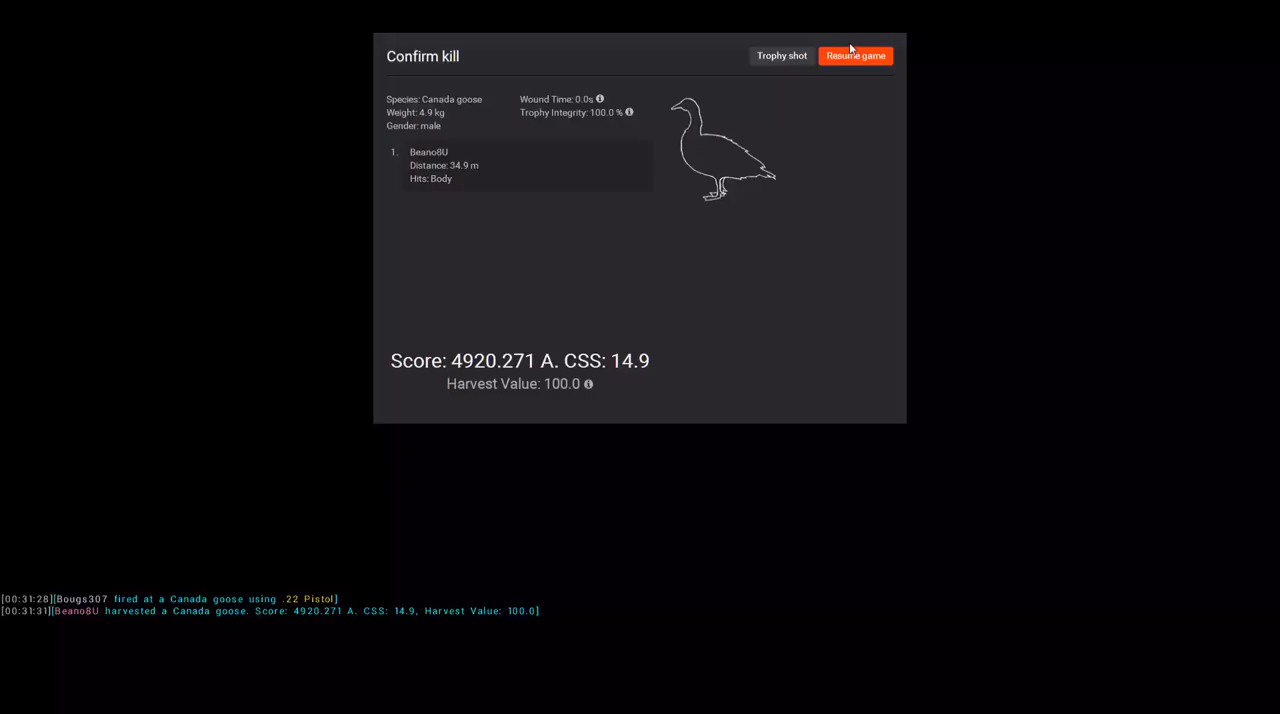 Confirm kill
Trophy shot
Resume game
Species: Canada goose
Weight: 4.9 kg
Gender: male
Wound Time: 0.0s
Trophy Integrity: 100.0 %
1. Beano8U
Distance: 34.9 m
Hits: Body
Score: 4920.271 A. CSS: 14.9
Harvest Value: 100.0
[00:31:28][Bougs307 fired at a Canada goose using .22 Pistol]
[00:31:31][Beano8U harvested a Canada goose. Score: 4920.271 A. CSS: 14.9, Harvest Value: 100.0]